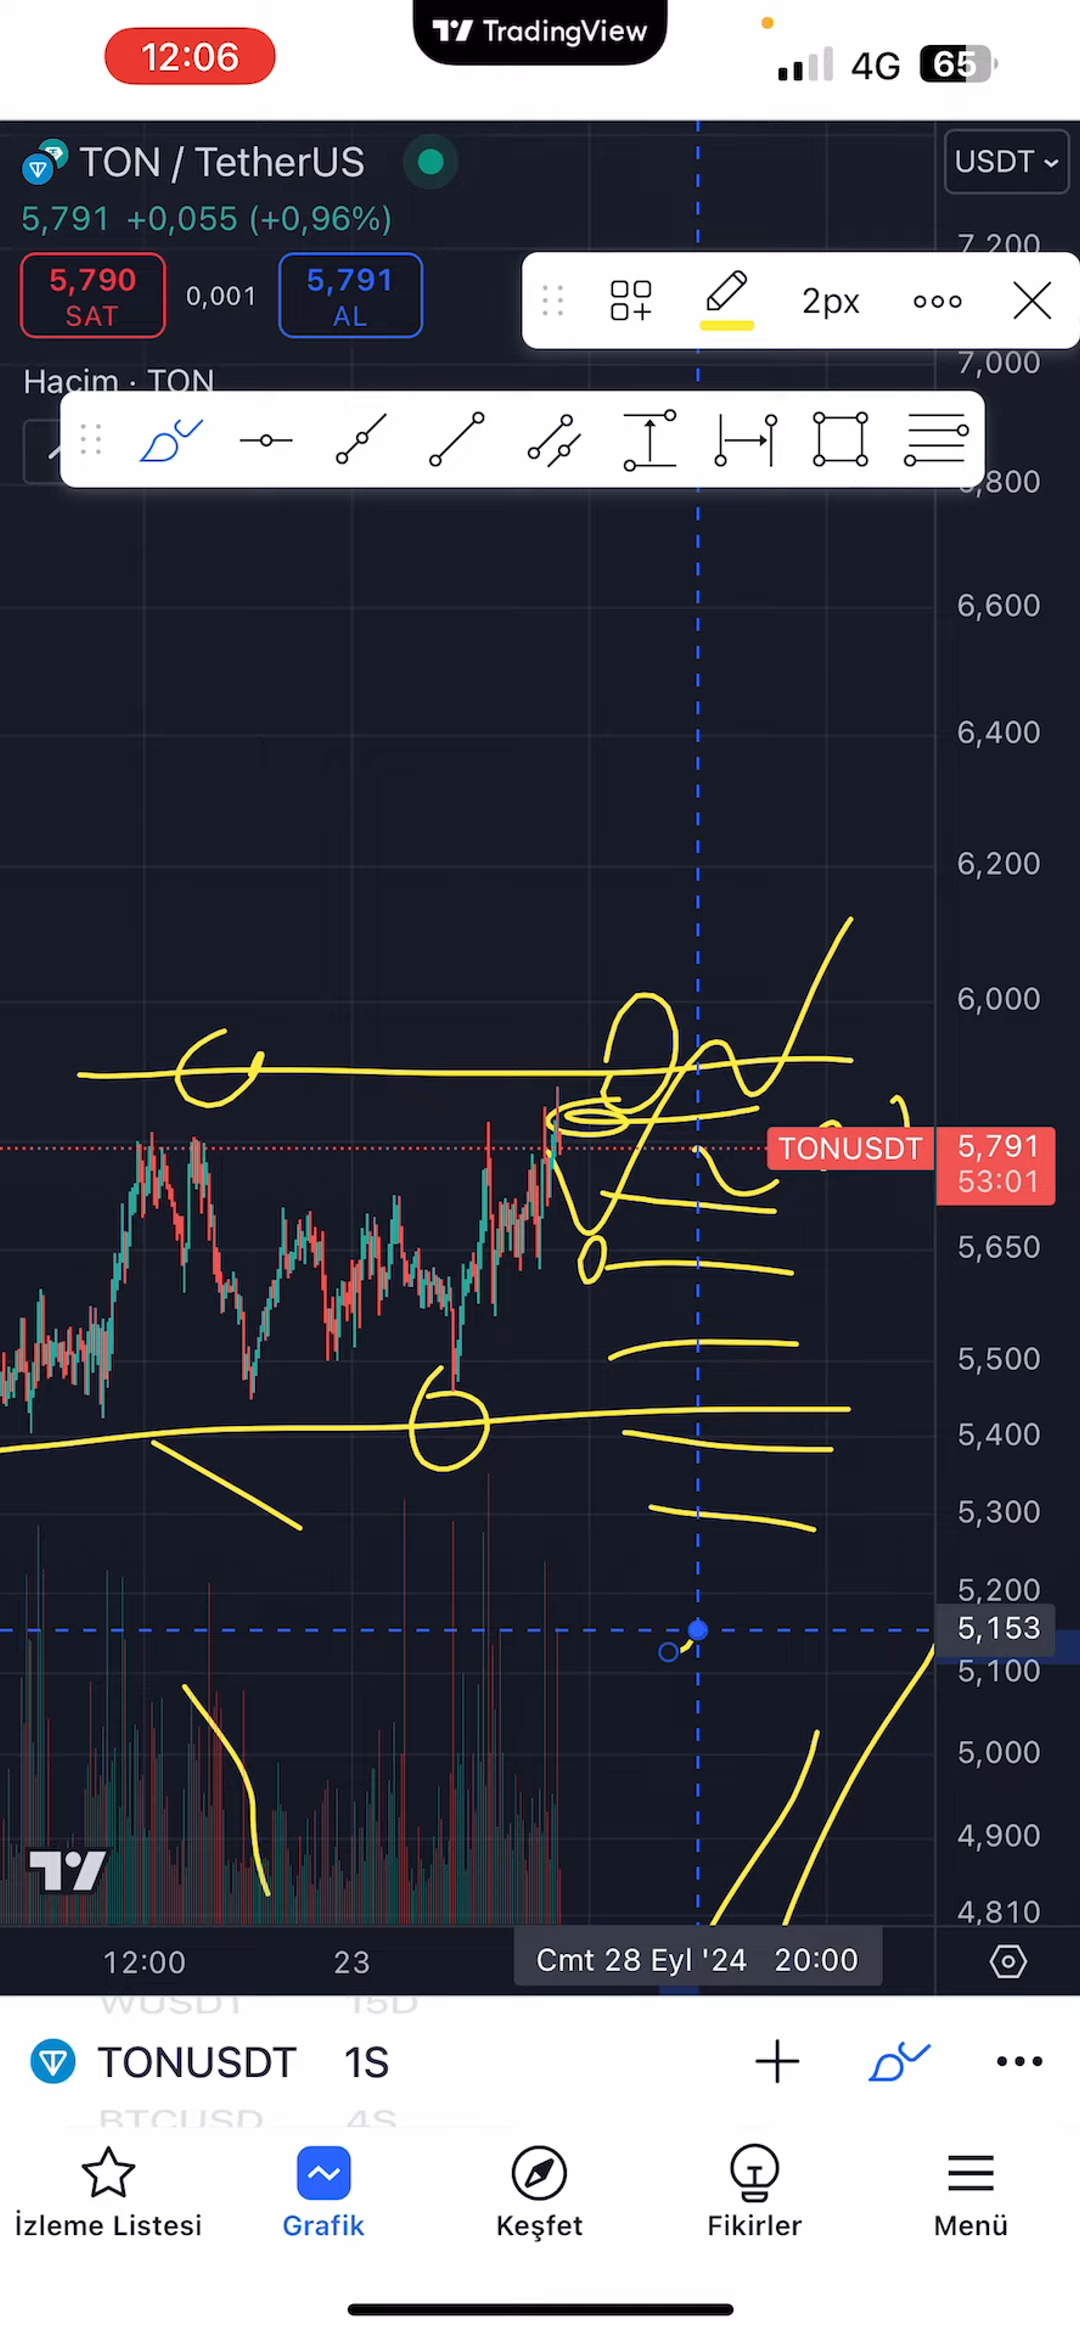 12:06
TradingView
4G
65
TON / TetherUS
USDT
5,791 +0,055 (+0,96%)
7,200
5,790
SAT
0,001
5,791
AL
2px
7,000
Hacim · TON
6,600
6,400
6,200
6,000
TONUSDT
5,791
53:01
5,650
5,500
5,400
5,300
5,200
5,153
5,100
5,000
4,900
4,810
12:00
23
Cmt 28 Eyl '24 20:00
WUSDT 15D
TONUSDT 1S
BTCUSD 4S
İzleme Listesi
Grafik
Keşfet
Fikirler
Menü